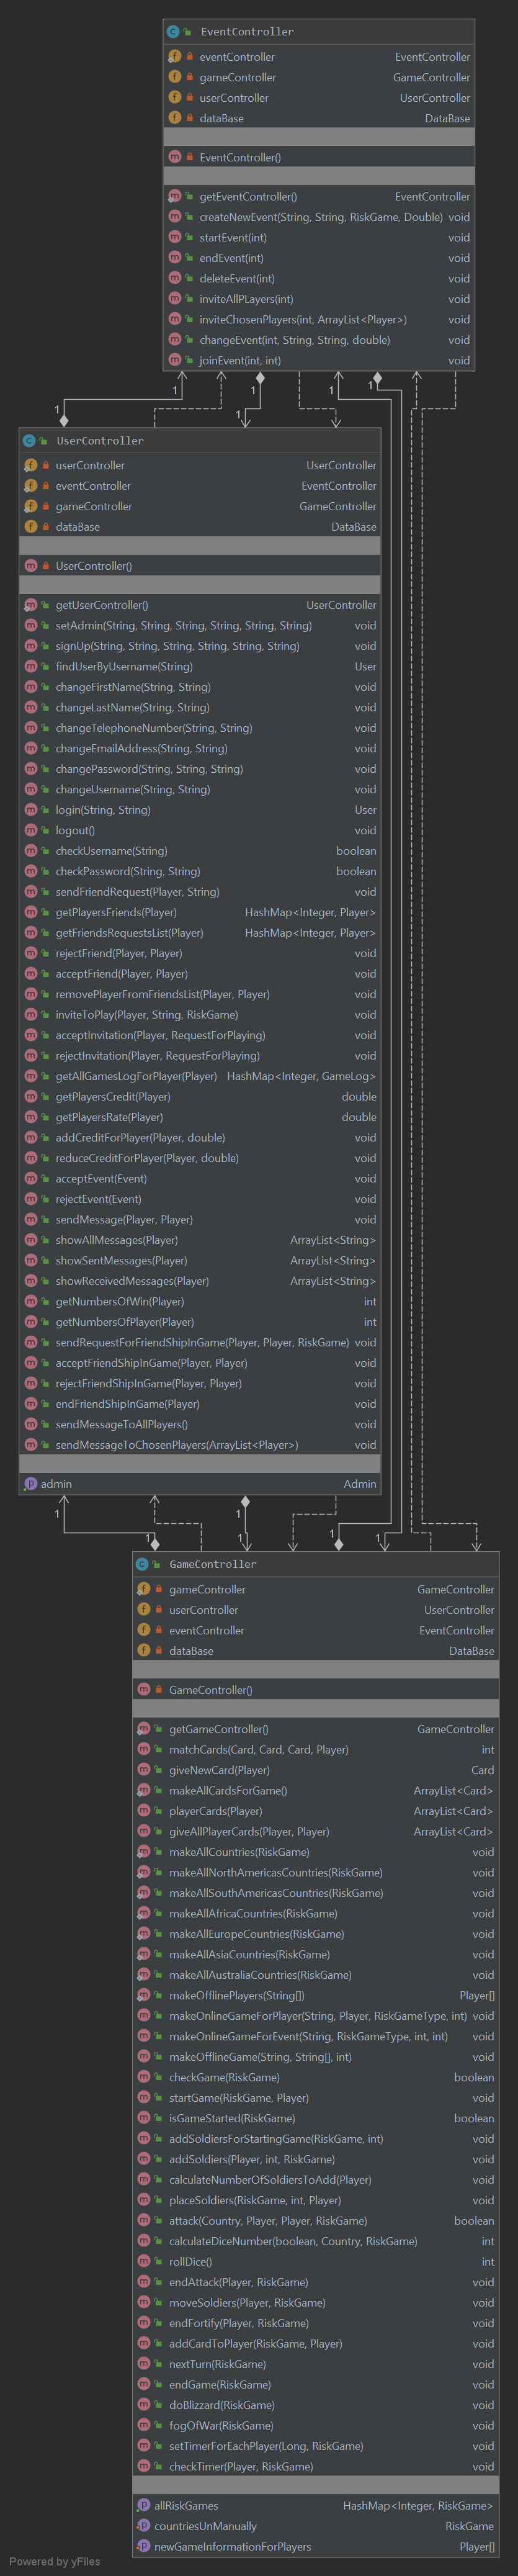 EventController
eventController EventController
gameController GameController
userController UserController
dataBase DataBase
EventController()
getEventController() EventController
createNewEvent(String, String, RiskGame, Double) void
startEvent(int) void
endEvent(int) void
deleteEvent(int) void
inviteAllPLayers(int) void
inviteChosenPlayers(int, ArrayList<Player>) void
changeEvent(int, String, String, double) void
joinEvent(int, int) void
1 1 1 1
1 1 1 1
UserController
userController UserController
eventController EventController
gameController GameController
dataBase DataBase
UserController()
getUserController() UserController
setAdmin(String, String, String, String, String, String) void
signUp(String, String, String, String, String, String) void
findUserByUsername(String) User
changeFirstName(String, String) void
changeLastName(String, String) void
changeTelephoneNumber(String, String) void
changeEmailAddress(String, String) void
changePassword(String, String, String) void
changeUsername(String, String) void
login(String, String) User
logout() void
checkUsername(String) boolean
checkPassword(String, String) boolean
sendFriendRequest(Player, String) void
getPlayersFriends(Player) HashMap<Integer, Player>
getFriendsRequestsList(Player) HashMap<Integer, Player>
rejectFriend(Player, Player) void
acceptFriend(Player, Player) void
removePlayerFromFriendsList(Player, Player) void
inviteToPlay(Player, String, RiskGame) void
acceptInvitation(Player, RequestForPlaying) void
rejectInvitation(Player, RequestForPlaying) void
getAllGamesLogForPlayer(Player) HashMap<Integer, GameLog>
getPlayersCredit(Player) double
getPlayersRate(Player) double
addCreditForPlayer(Player, double) void
reduceCreditForPlayer(Player, double) void
acceptEvent(Event) void
rejectEvent(Event) void
sendMessage(Player, Player) void
showAllMessages(Player) ArrayList<String>
showSentMessages(Player) ArrayList<String>
showReceivedMessages(Player) ArrayList<String>
getNumbersOfWin(Player) int
getNumbersOfPlayer(Player) int
sendRequestForFriendShipInGame(Player, Player, RiskGame) void
acceptFriendShipInGame(Player, Player) void
rejectFriendShipInGame(Player, Player) void
endFriendShipInGame(Player) void
sendMessageToAllPlayers() void
sendMessageToChosenPlayers(ArrayList<Player>) void
admin Admin
1 1
1 1 1 1
GameController
gameController GameController
userController UserController
eventController EventController
dataBase DataBase
GameController()
getGameController() GameController
matchCards(Card, Card, Card, Player) int
giveNewCard(Player) Card
makeAllCardsForGame() ArrayList<Card>
playerCards(Player) ArrayList<Card>
giveAllPlayerCards(Player, Player) ArrayList<Card>
makeAllCountries(RiskGame) void
makeAllNorthAmericasCountries(RiskGame) void
makeAllSouthAmericasCountries(RiskGame) void
makeAllAfricaCountries(RiskGame) void
makeAllEuropeCountries(RiskGame) void
makeAllAsiaCountries(RiskGame) void
makeAllAustraliaCountries(RiskGame) void
makeOfflinePlayers(String[]) Player[]
makeOnlineGameForPlayer(String, Player, RiskGameType, int) void
makeOnlineGameForEvent(String, RiskGameType, int, int) void
makeOfflineGame(String, String[], int) void
checkGame(RiskGame) boolean
startGame(RiskGame, Player) void
isGameStarted(RiskGame) boolean
addSoldiersForStartingGame(RiskGame, int) void
addSoldiers(Player, int, RiskGame) void
calculateNumberOfSoldiersToAdd(Player) void
placeSoldiers(RiskGame, int, Player) void
attack(Country, Player, Player, RiskGame) boolean
calculateDiceNumber(boolean, Country, RiskGame) int
rollDice() int
endAttack(Player, RiskGame) void
moveSoldiers(Player, RiskGame) void
endFortify(Player, RiskGame) void
addCardToPlayer(RiskGame, Player) void
nextTurn(RiskGame) void
endGame(RiskGame) void
doBlizzard(RiskGame) void
fogOfWar(RiskGame) void
setTimerForEachPlayer(Long, RiskGame) void
checkTimer(Player, RiskGame) void
allRiskGames HashMap<Integer, RiskGame>
countriesUnManually RiskGame
newGameInformationForPlayers Player[]
Powered by yFiles